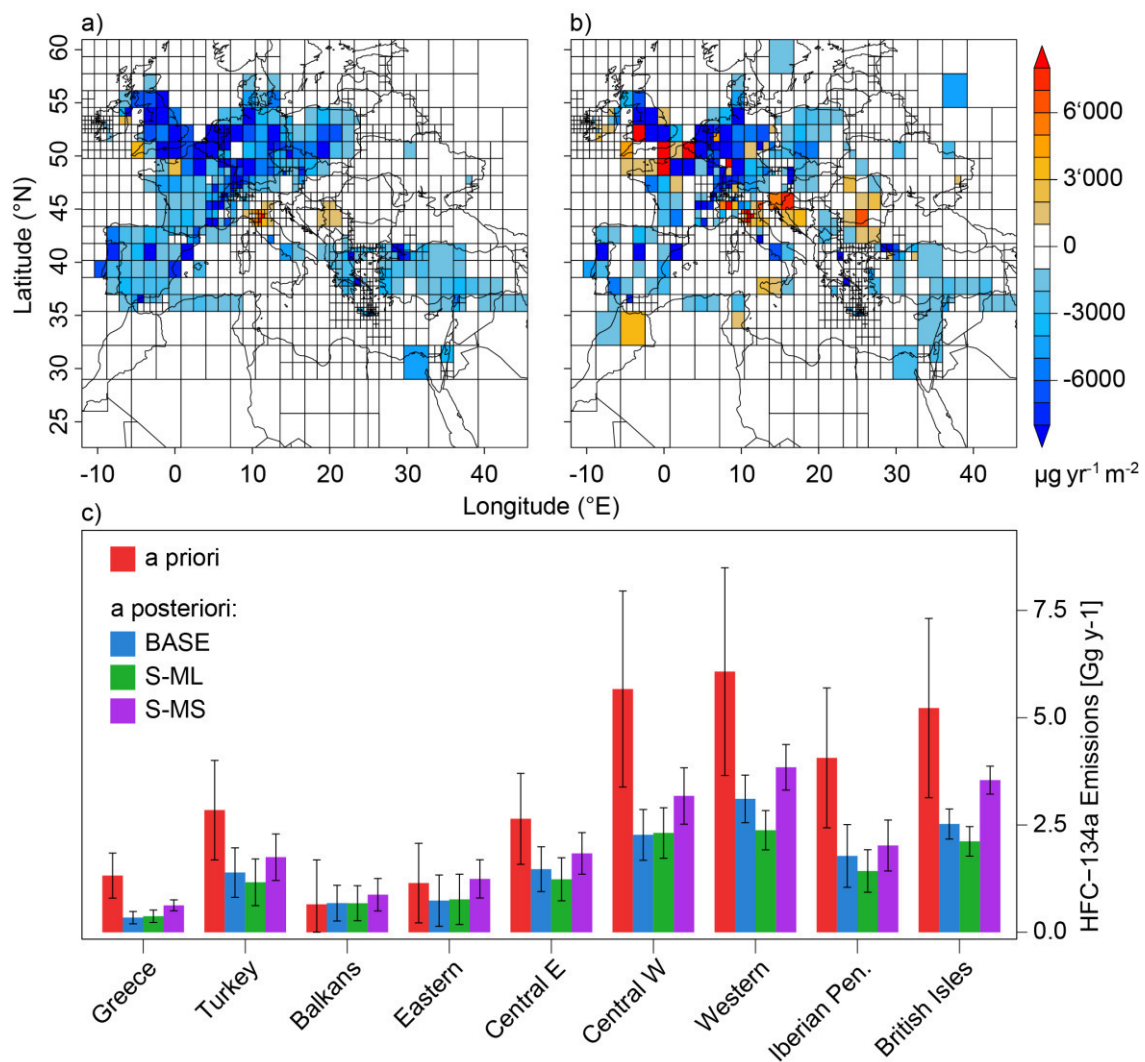 a)
b)
60
55
50
45
40
35
30
25
Latitude (°N)
6‘000
3‘000
0
-3000
-6000
µg yr⁻¹ m⁻²
-10 0 10 20 30 40
-10 0 10 20 30 40
Longitude (°E)
c)
a priori
a posteriori:
BASE
S-ML
S-MS
7.5
5.0
2.5
0.0
HFC−134a Emissions [Gg y-1]
Greece
Turkey
Balkans
Eastern
Central E
Central W
Western
Iberian Pen.
British Isles